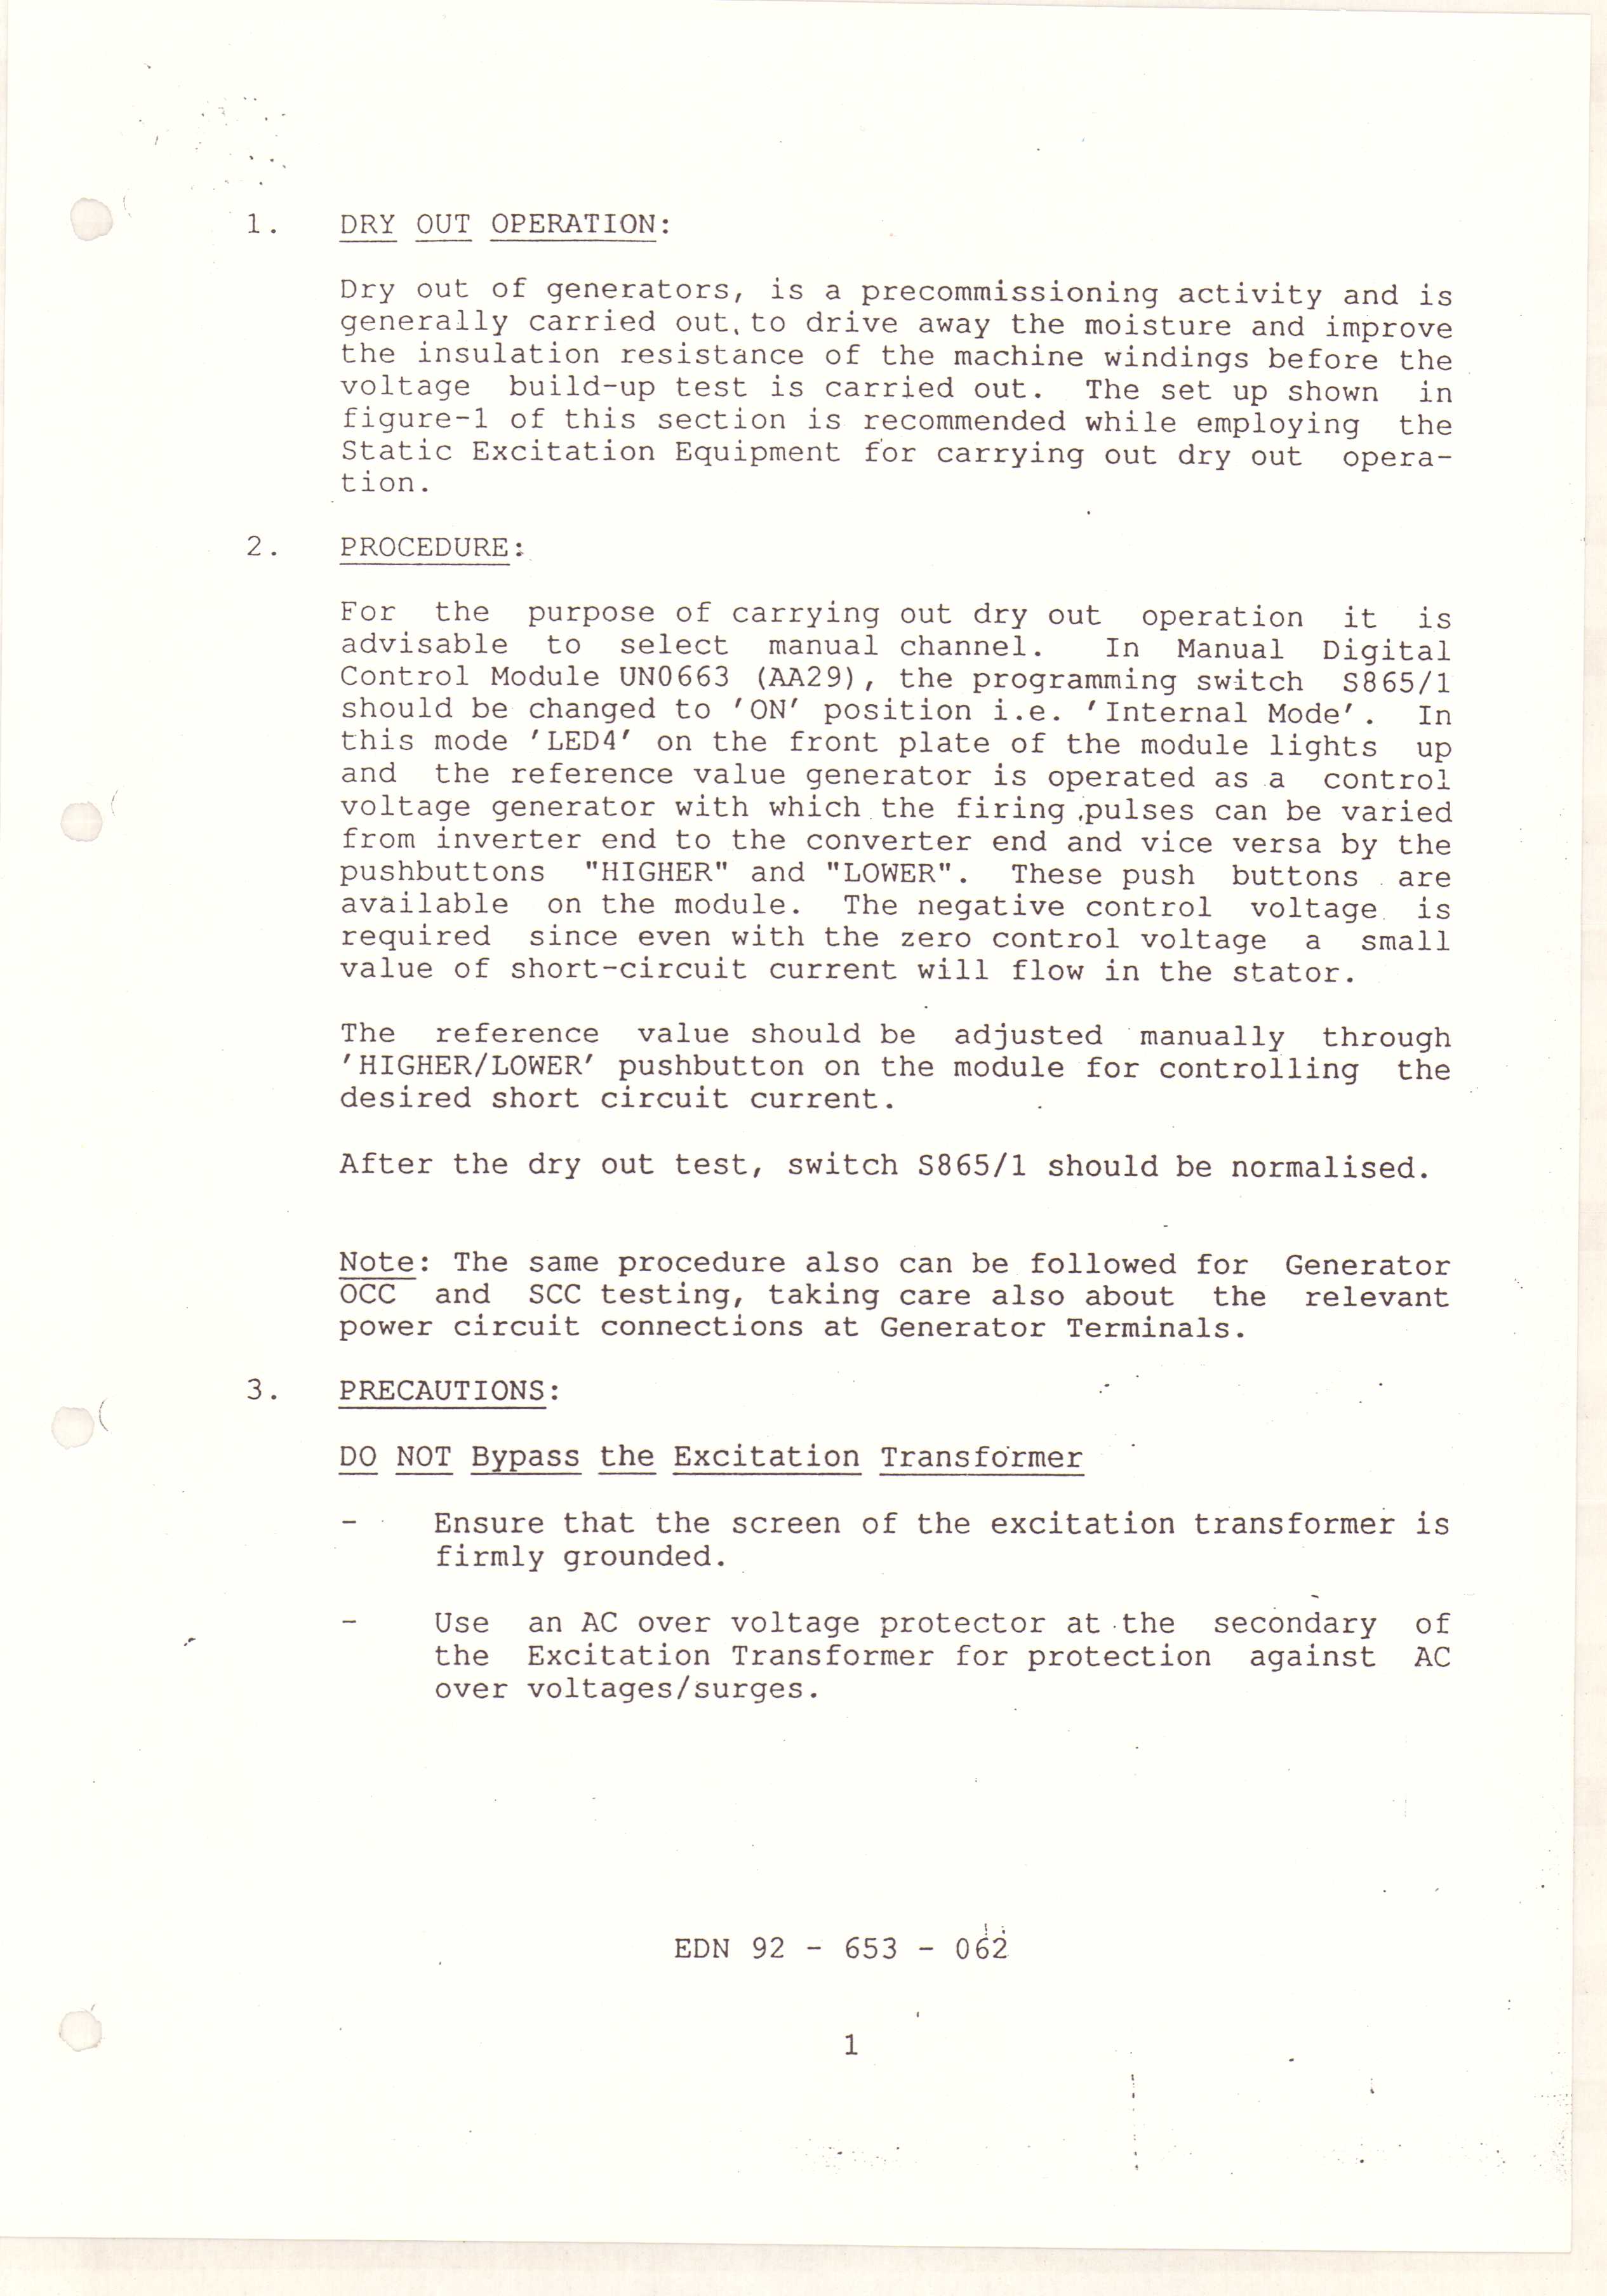 1. DRY OUT OPERATION:
Dry out of generators, is a precommissioning activity and is
generally carried out, to drive away the moisture and improve
the insulation resistance of the machine windings before the
voltage build-up test is carried out. The set up shown in
figure-1 of this section is recommended while employing the
Static Excitation Equipment for carrying out dry out opera-
tion.
2. PROCEDURE:
For the purpose of carrying out dry out operation it is
advisable to select manual channel. In Manual Digital
Control Module UN0663 (AA29), the programming switch S865/1
should be changed to 'ON' position i.e. 'Internal Mode'. In
this mode 'LED4' on the front plate of the module lights up
and the reference value generator is operated as a control
voltage generator with which the firing pulses can be varied
from inverter end to the converter end and vice versa by the
pushbuttons "HIGHER" and "LOWER". These push buttons are
available on the module. The negative control voltage is
required since even with the zero control voltage a small
value of short-circuit current will flow in the stator.
The reference value should be adjusted manually through
'HIGHER/LOWER' pushbutton on the module for controlling the
desired short circuit current.
After the dry out test, switch S865/1 should be normalised.
Note: The same procedure also can be followed for Generator
OCC and SCC testing, taking care also about the relevant
power circuit connections at Generator Terminals.
3. PRECAUTIONS:
DO NOT Bypass the Excitation Transformer
- Ensure that the screen of the excitation transformer is
firmly grounded.
- Use an AC over voltage protector at the secondary of
the Excitation Transformer for protection against AC
over voltages/surges.
EDN 92 - 653 - 062
1